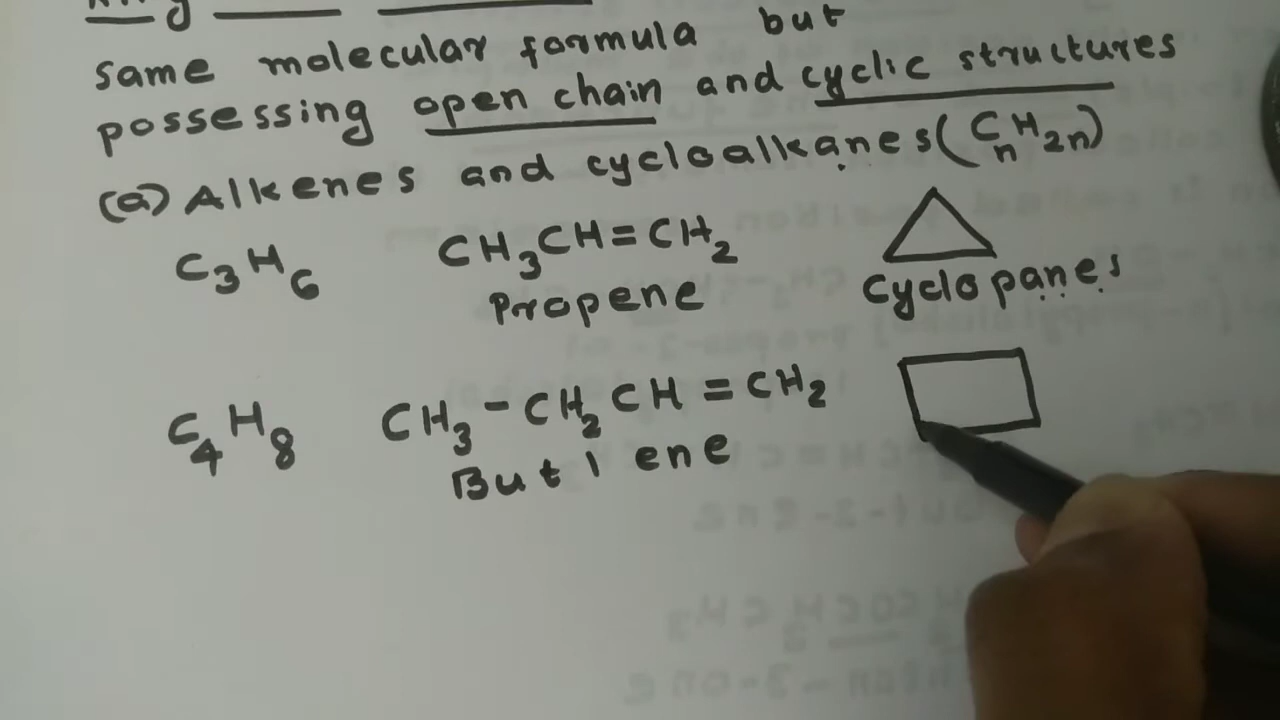 same molecular formula but
possessing open chain and cyclic structures
(a) Alkenes and cycloalkanes (CnH2n)
C3H6 CH3CH=CH2
Propene cyclopanes
C4H8 CH3-CH2CH=CH2
But 1 ene